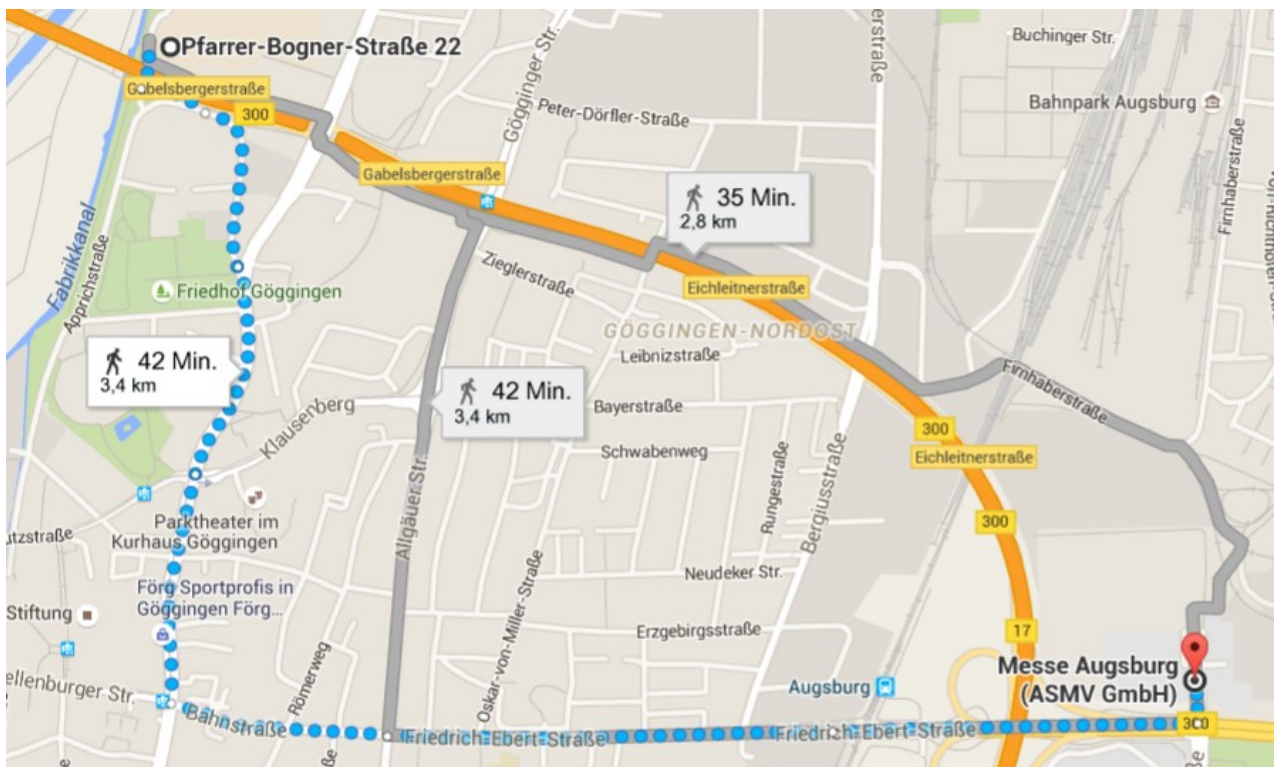 Pfarrer-Bogner-Straße 22
Gabelsbergerstraße
300
Fabrikkanal
Apprichstraße
Friedhof Göggingen
42 Min.
3,4 km
Klausenberg
Parktheater im
Kurhaus Göggingen
Förg Sportprofis in
Göggingen Förg...
Stiftung
ellenburger Str.
Bahnstraße
Römerweg
Gögginger Str.
Peter-Dörfler-Straße
Gabelsbergerstraße
Zieglerstraße
35 Min.
2,8 km
Eichleitnerstraße
GÖGGINGEN-NORDOST
Leibnizstraße
42 Min.
3,4 km
Bayerstraße
Schwabenweg
Allgäuer Str.
Oskar-von-Miller-Straße
Rungestraße
Bergiusstraße
Neudeker Str.
Erzgebirgsstraße
Augsburg
Friedrich-Ebert-Straße
Friedrich-Ebert-Straße
Buchinger Str.
Bahnpark Augsburg
Firnhaberstraße
Firnhaberstraße
300
Eichleitnerstraße
300
17
Messe Augsburg
(ASMV GmbH)
300